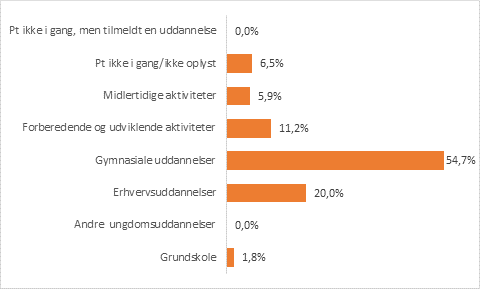 Pt ikke i gang, men tilmeldt en uddannelse 0,0%
Pt ikke i gang/ikke oplyst 6,5%
Midlertidige aktiviteter 5,9%
Forberedende og udviklende aktiviteter 11,2%
Gymnasiale uddannelser 54,7%
Erhvervsuddannelser 20,0%
Andre ungdomsuddannelser 0,0%
Grundskole 1,8%